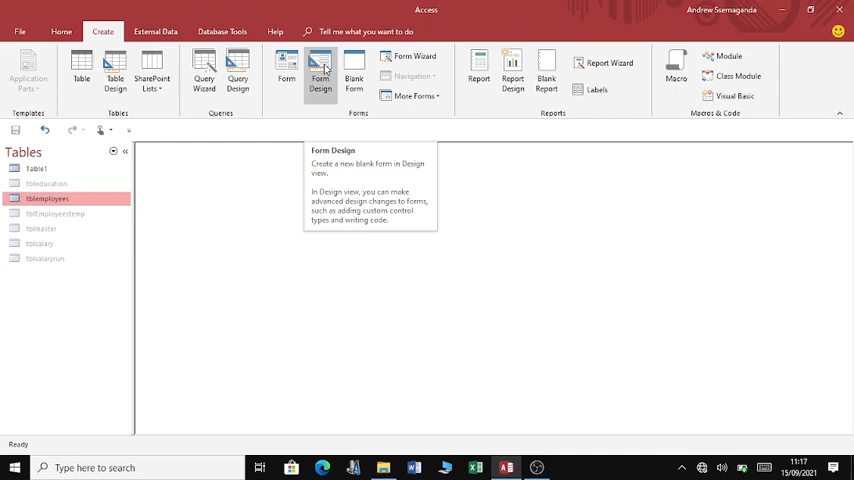 Access
Andrew Ssemaganda
File
Home
Create
External Data
Database Tools
Help
Tell me what you want to do
Application
Parts
Templates
Table
Table
Design
SharePoint
Lists
Tables
Query
Wizard
Query
Design
Queries
Form
Form
Design
Blank
Form
Form Wizard
Navigation
More Forms
Forms
Report
Report
Design
Blank
Report
Report Wizard
Labels
Reports
Macro
Module
Class Module
Visual Basic
Macros & Code
Tables
Table1
tbleducation
tblemployees
tblEmployeestemp
tblmaster
tblsalary
tblsalaryrun
Form Design
Create a new blank form in Design
view.
In Design view, you can make
advanced design changes to forms,
such as adding custom control
types and writing code.
Ready
Type here to search
11:17
15/09/2021